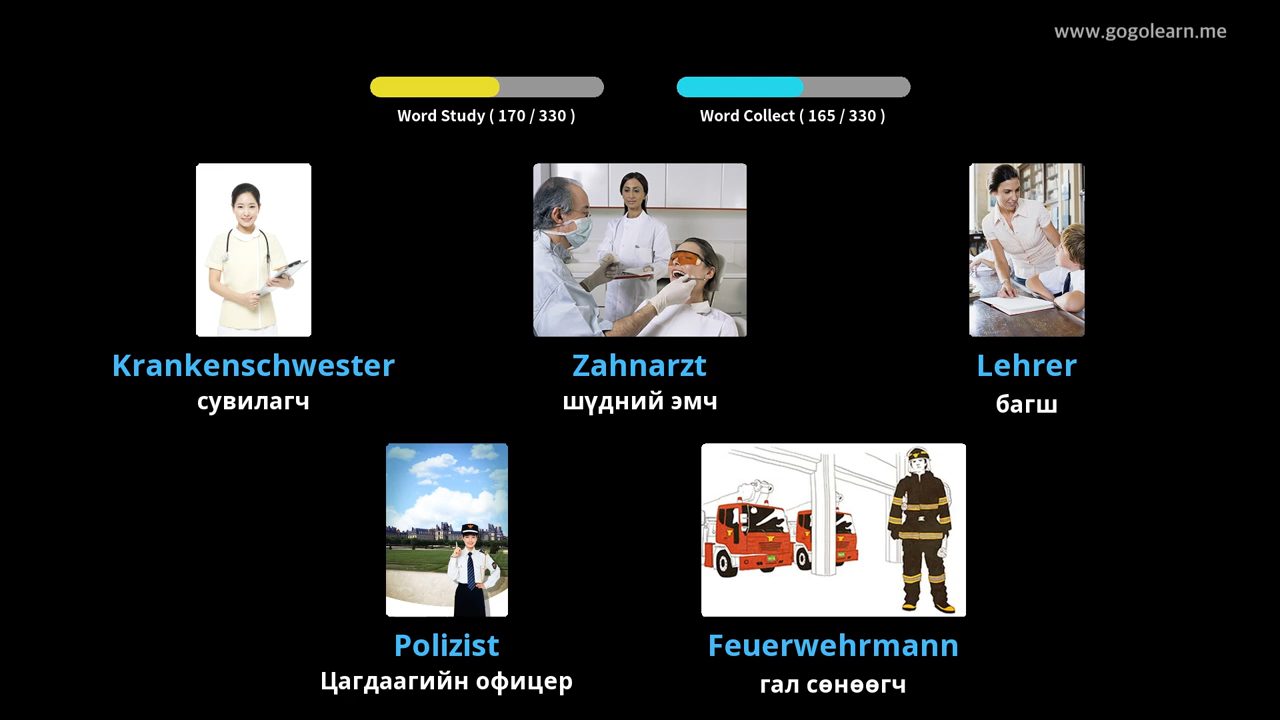 www.gogolearn.me
Word Study ( 170 / 330 )
Word Collect ( 165 / 330 )
Krankenschwester
сувилагч
Zahnarzt
шүдний эмч
Lehrer
багш
Polizist
Цагдаагийн офицер
Feuerwehrmann
гал сөнөөгч